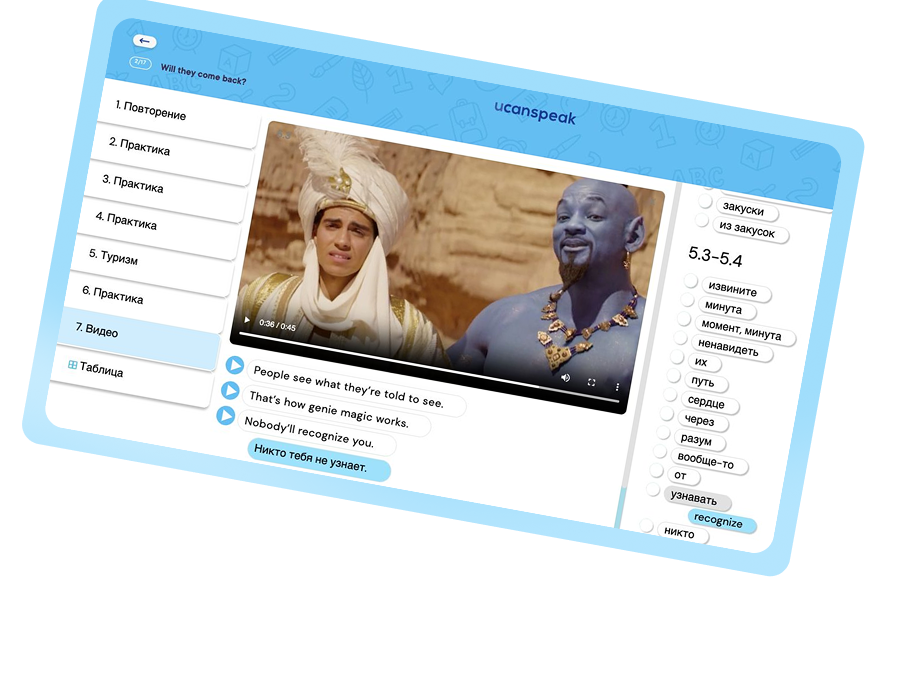 2/17
Will they come back?
ucanspeak
1. Повторение
2. Практика
3. Практика
4. Практика
5. Туризм
6. Практика
7. Видео
Таблица
0:36 / 0:45
People see what they're told to see.
That's how genie magic works.
Nobody'll recognize you.
Никто тебя не узнает.
закуски
из закусок
5.3-5.4
извините
минута
момент, минута
ненавидеть
их
путь
сердце
через
разум
вообще-то
от
узнавать
recognize
никто